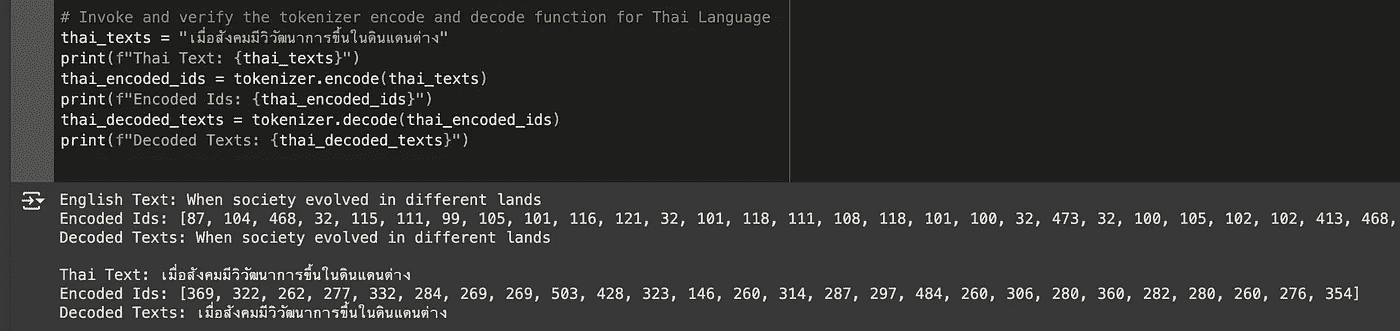 # Invoke and verify the tokenizer encode and decode function for Thai Language
thai_texts = "เมื่อสังคมมีวิวัฒนาการขึ้นในดินแดนต่าง"
print(f"Thai Text: {thai_texts}")
thai_encoded_ids = tokenizer.encode(thai_texts)
print(f"Encoded Ids: {thai_encoded_ids}")
thai_decoded_texts = tokenizer.decode(thai_encoded_ids)
print(f"Decoded Texts: {thai_decoded_texts}")
English Text: When society evolved in different lands
Encoded Ids: [87, 104, 468, 32, 115, 111, 99, 105, 101, 116, 121, 32, 101, 118, 111, 108, 118, 101, 100, 32, 473, 32, 100, 105, 102, 102, 413, 468,
Decoded Texts: When society evolved in different lands
Thai Text: เมื่อสังคมมีวิวัฒนาการขึ้นในดินแดนต่าง
Encoded Ids: [369, 322, 262, 277, 332, 284, 269, 269, 503, 428, 323, 146, 260, 314, 287, 297, 484, 260, 306, 280, 360, 282, 280, 260, 276, 354]
Decoded Texts: เมื่อสังคมมีวิวัฒนาการขึ้นในดินแดนต่าง